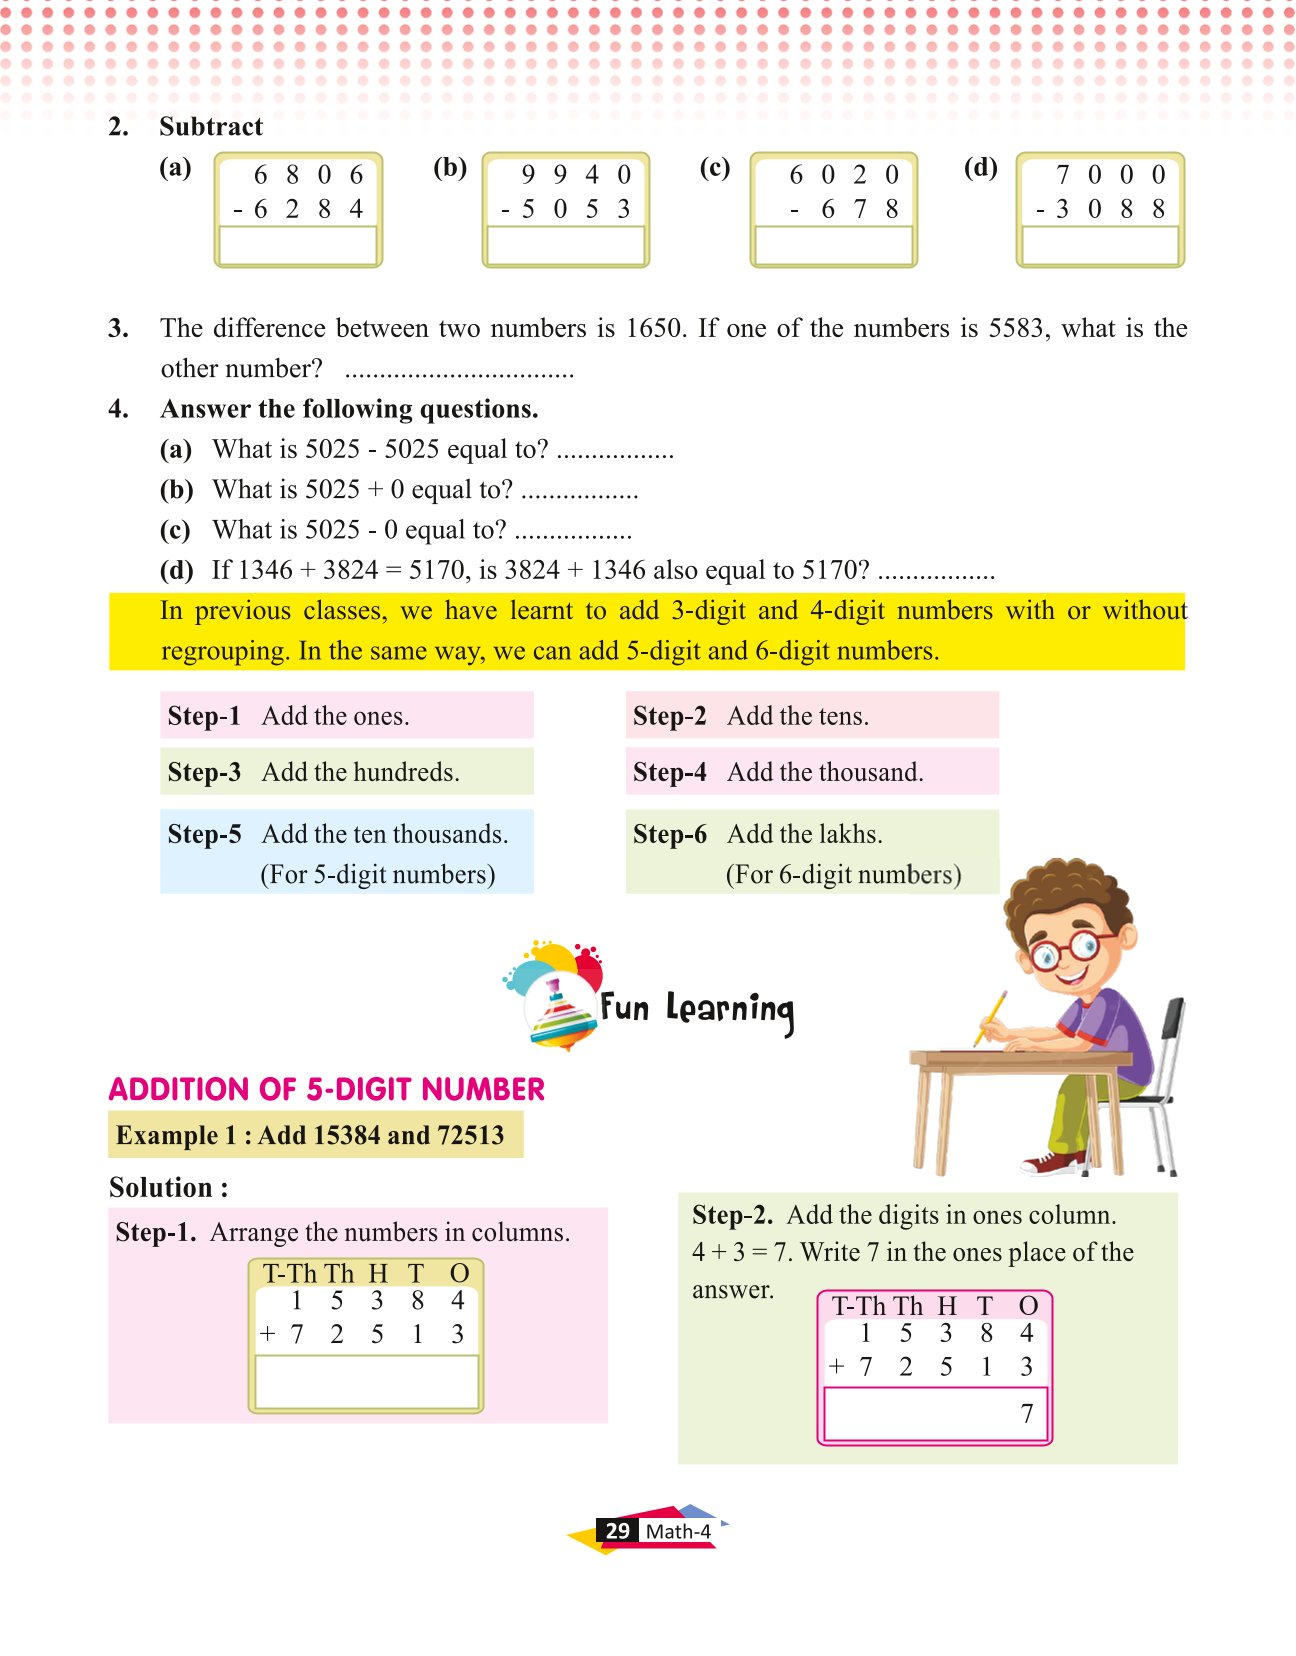 2. Subtract
(a) 6 8 0 6 (b) 9 9 4 0 (c) 6 0 2 0 (d) 7 0 0 0
- 6 2 8 4 - 5 0 5 3 - 6 7 8 - 3 0 8 8
3. The difference between two numbers is 1650. If one of the numbers is 5583, what is the
other number? .................................
4. Answer the following questions.
(a) What is 5025 - 5025 equal to? .................
(b) What is 5025 + 0 equal to? .................
(c) What is 5025 - 0 equal to? .................
(d) If 1346 + 3824 = 5170, is 3824 + 1346 also equal to 5170? .................
In previous classes, we have learnt to add 3-digit and 4-digit numbers with or without
regrouping. In the same way, we can add 5-digit and 6-digit numbers.
Step-1 Add the ones. Step-2 Add the tens.
Step-3 Add the hundreds. Step-4 Add the thousand.
Step-5 Add the ten thousands. Step-6 Add the lakhs.
(For 5-digit numbers) (For 6-digit numbers)
Fun Learning
ADDITION OF 5-DIGIT NUMBER
Example 1 : Add 15384 and 72513
Solution :
Step-1. Arrange the numbers in columns.
T-Th Th H T O
1 5 3 8 4
+ 7 2 5 1 3
Step-2. Add the digits in ones column.
4 + 3 = 7. Write 7 in the ones place of the
answer.
T-Th Th H T O
1 5 3 8 4
+ 7 2 5 1 3
7
29 Math-4